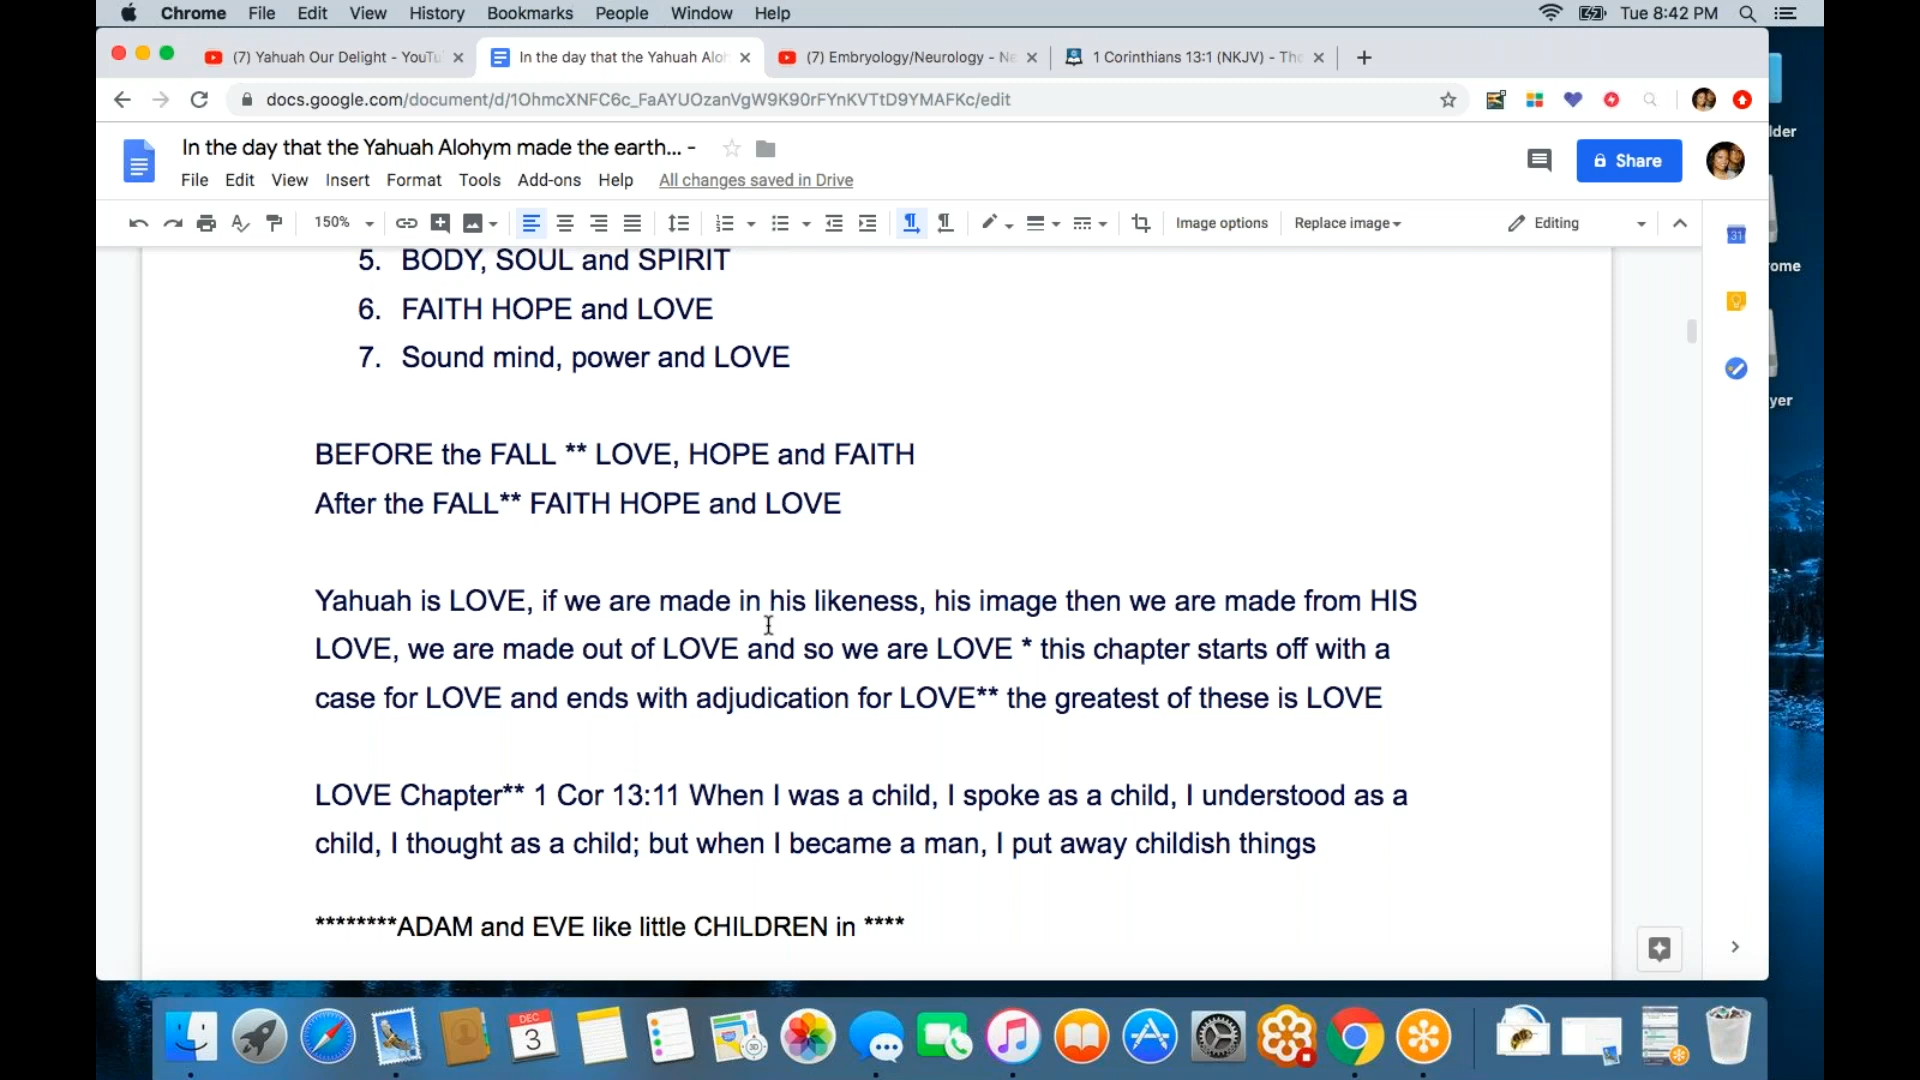 Chrome File Edit View History Bookmarks People Window Help Tue 8:42 PM
(7) Yahuah Our Delight - YouTu In the day that the Yahuah Aloh (7) Embryology/Neurology - Ne 1 Corinthians 13:1 (NKJV) - Tho
docs.google.com/document/d/1OhmcXNFC6c_FaAYUOzanVgW9K90rFYnKVTtD9YMAFKc/edit
In the day that the Yahuah Alohym made the earth... -
File Edit View Insert Format Tools Add-ons Help All changes saved in Drive
Share
150% Image options Replace image Editing
31
lder
ome
yer
5. BODY, SOUL and SPIRIT
6. FAITH HOPE and LOVE
7. Sound mind, power and LOVE
BEFORE the FALL ** LOVE, HOPE and FAITH
After the FALL** FAITH HOPE and LOVE
Yahuah is LOVE, if we are made in his likeness, his image then we are made from HIS
LOVE, we are made out of LOVE and so we are LOVE * this chapter starts off with a
case for LOVE and ends with adjudication for LOVE** the greatest of these is LOVE
LOVE Chapter** 1 Cor 13:11 When I was a child, I spoke as a child, I understood as a
child, I thought as a child; but when I became a man, I put away childish things
********ADAM and EVE like little CHILDREN in ****
DEC
3
3D